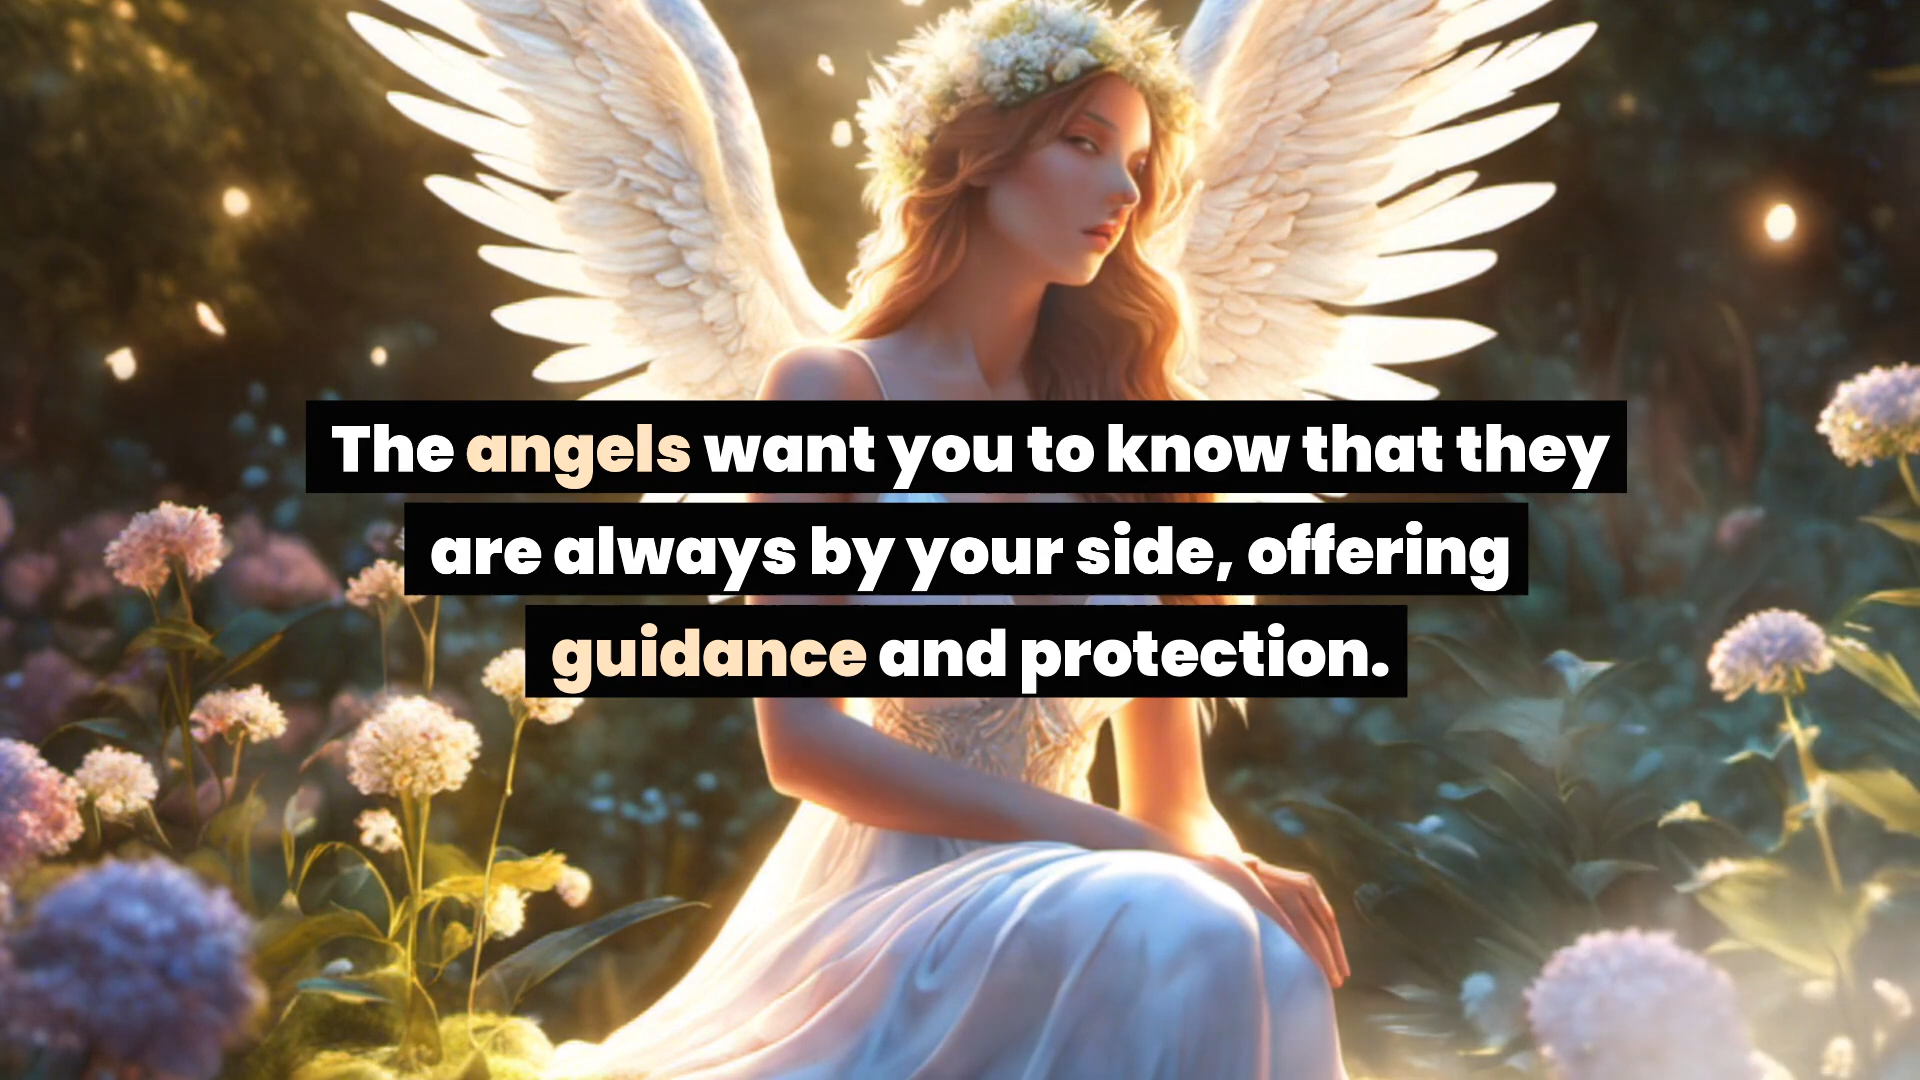 The angels want you to know that they
are always by your side, offering
guidance and protection.